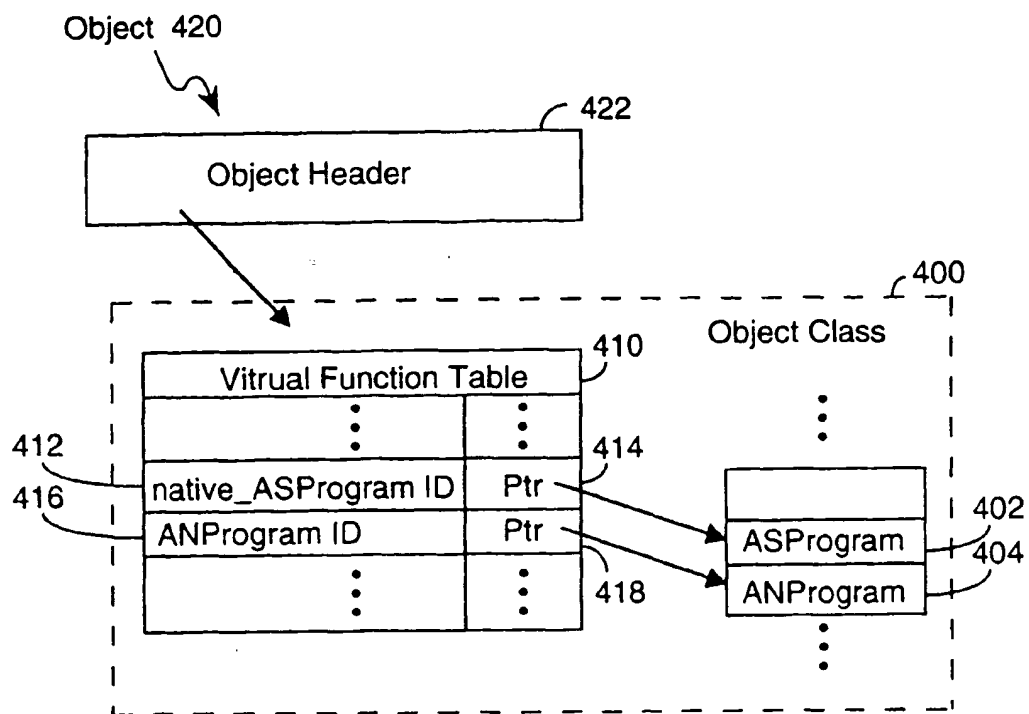 Object 420
422
Object Header
400
Object Class
410
Vitrual Function Table
412
414
native_ASProgram ID Ptr
416
ANProgram ID Ptr
418
402
ASProgram
404
ANProgram